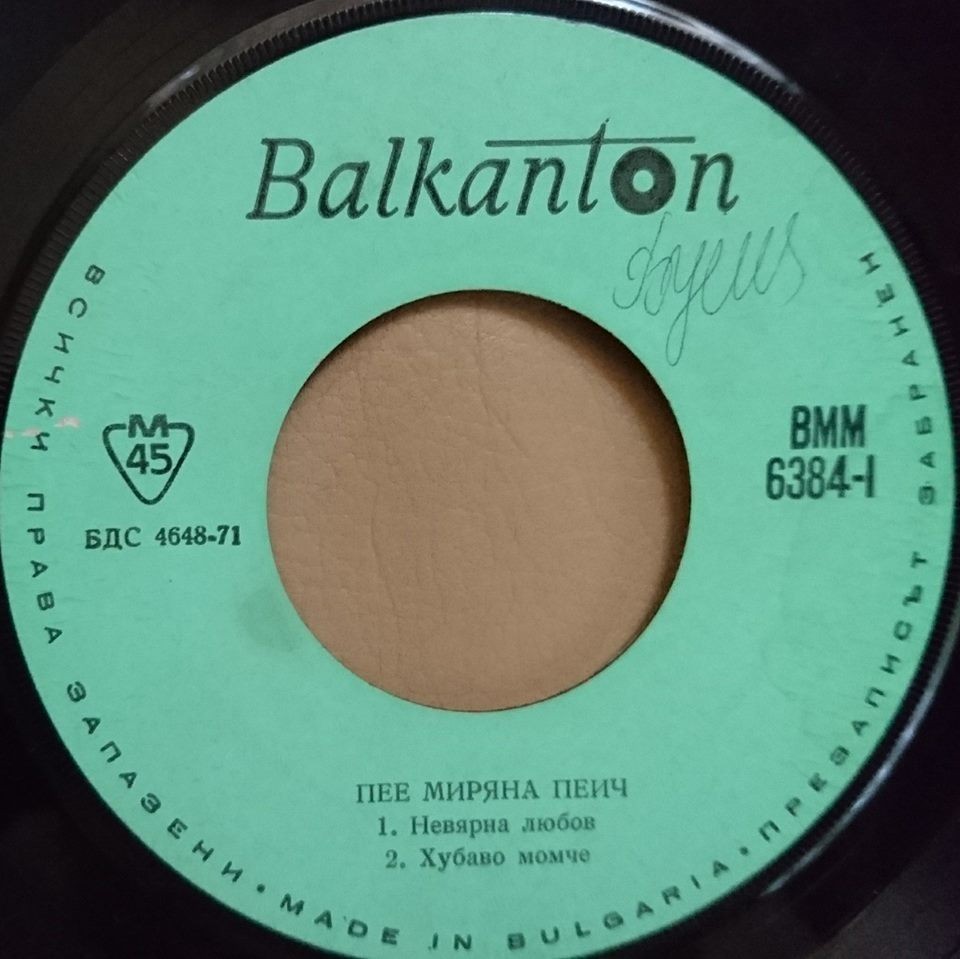 Balkanton
М
45
БДС 4648-71
ВММ
6384-I
ПЕЕ МИРЯНА ПЕИЧ
1. Невярна любов
2. Хубаво момче
ВСИЧКИ ПРАВА ЗАПАЗЕНИ • MADE IN BULGARIA • ПРЕЗАПИСЪТ ЗАБРАНЕН